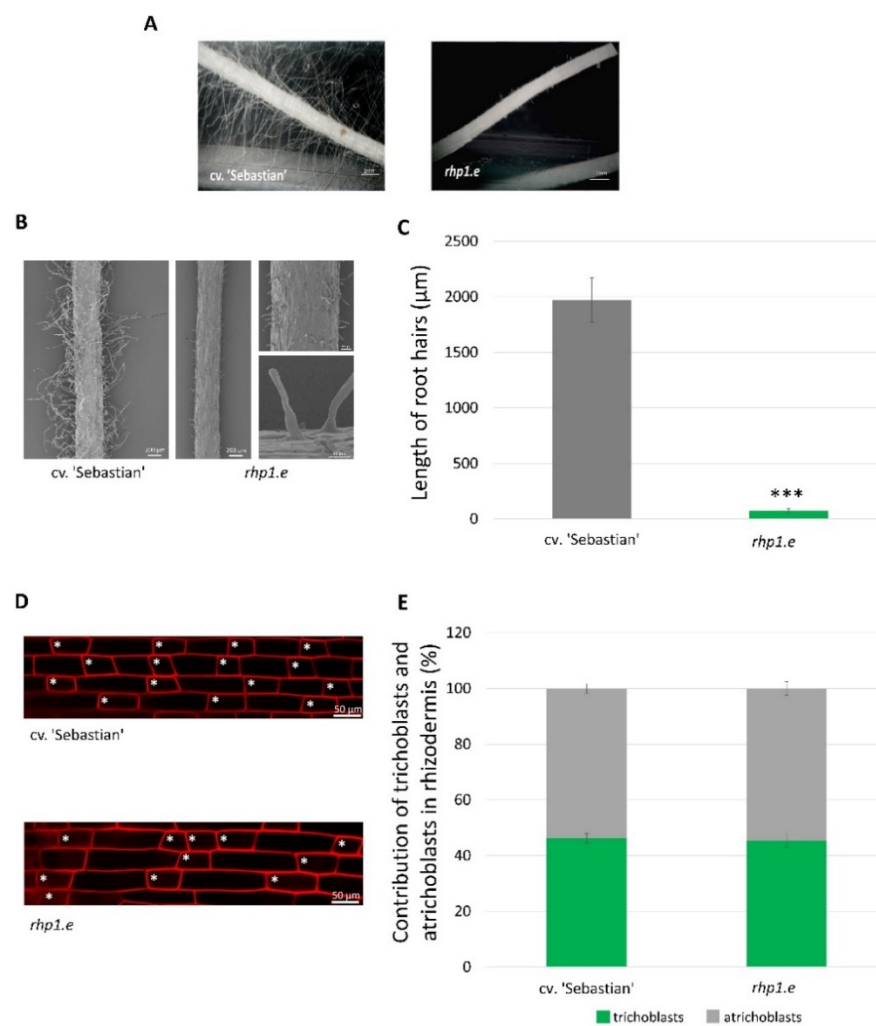 A
cv. 'Sebastian'
rhp1.e
B
200 µm
200 µm
cv. 'Sebastian'
rhp1.e
C
Length of root hairs (µm)
2500
2000
1500
1000
500
0
***
cv. 'Sebastian'
rhp1.e
D
* * * *
* * * *
* * * *
* * *
50 µm
cv. 'Sebastian'
* * * * *
* *
* * *
*
50 µm
rhp1.e
E
Contribution of trichoblasts and
atrichoblasts in rhizodermis (%)
120
100
80
60
40
20
0
cv. 'Sebastian'
rhp1.e
trichoblasts
atrichoblasts